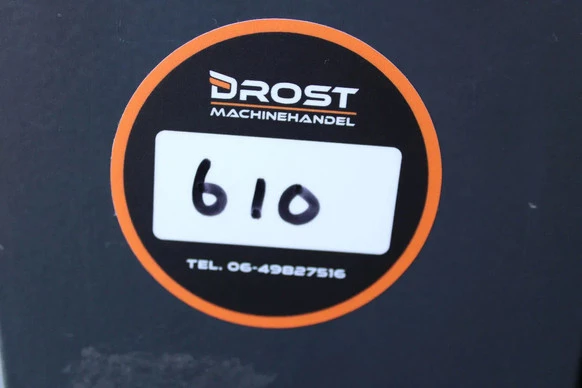 DROST
MACHINEHANDEL
610
TEL. 06-49827516